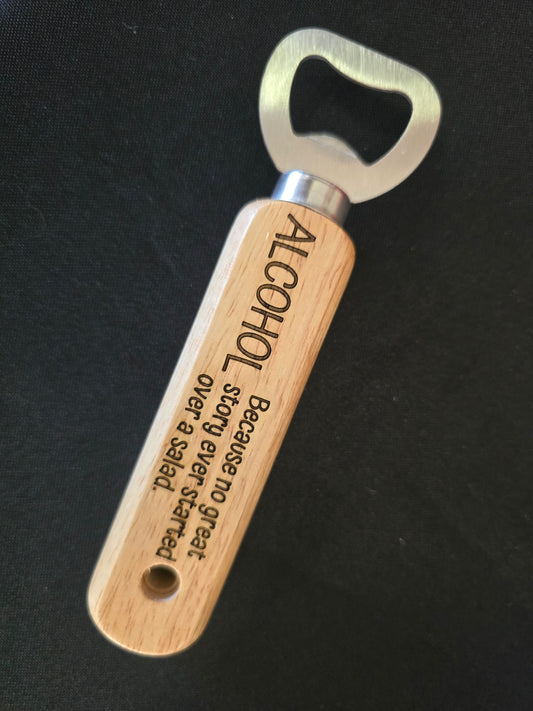 ALCOHOL
Because no great
story ever started
over a salad.